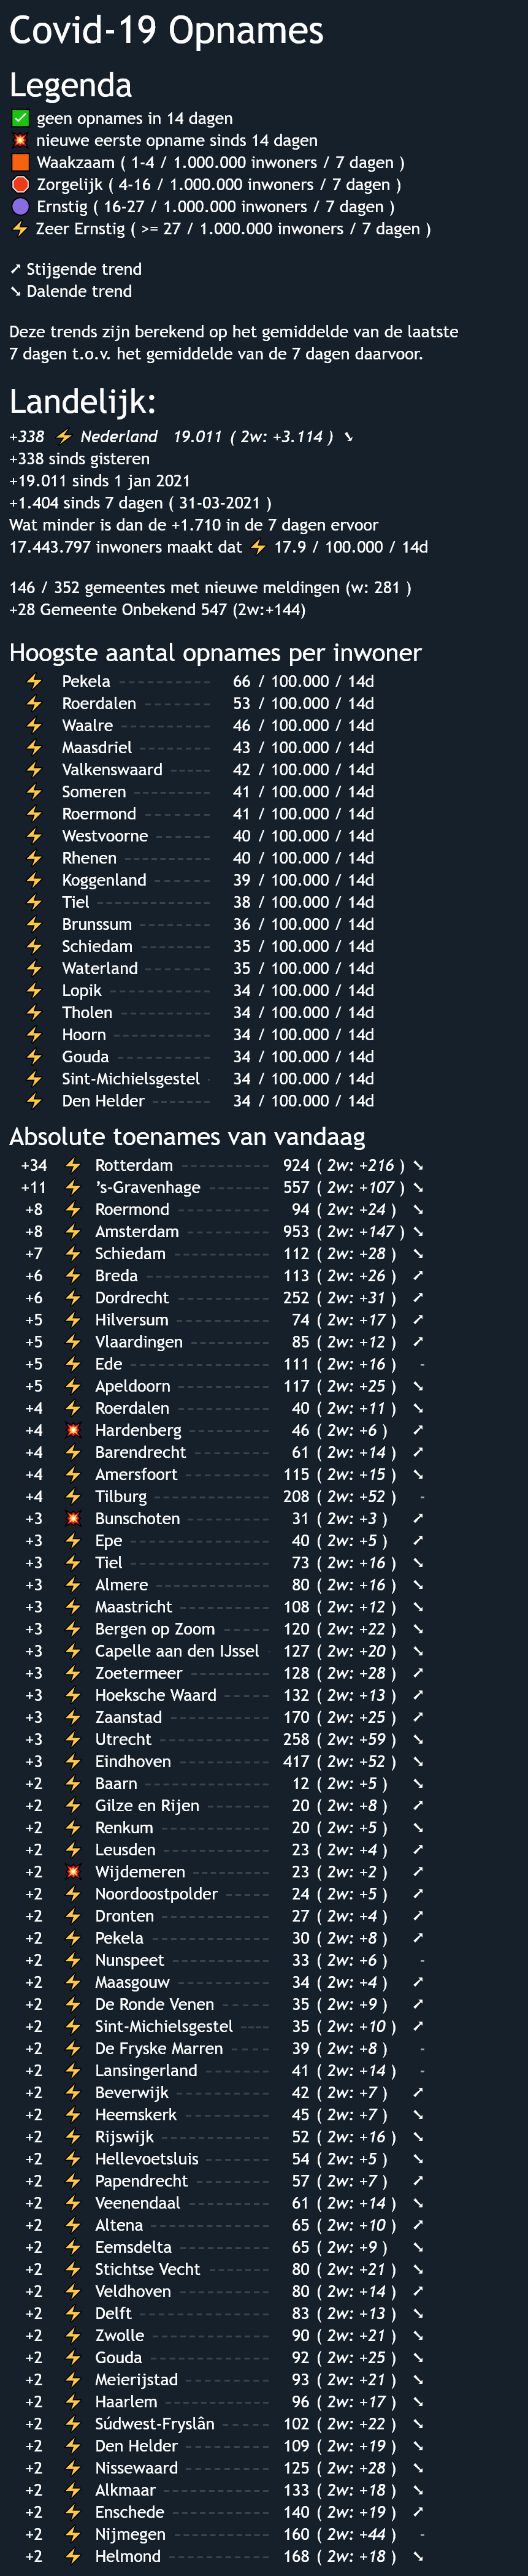 Covid-19 Opnames
Legenda
✅ geen opnames in 14 dagen
💥 nieuwe eerste opname sinds 14 dagen
🟧 Waakzaam ( 1-4 / 1.000.000 inwoners / 7 dagen )
🛑 Zorgelijk ( 4-16 / 1.000.000 inwoners / 7 dagen )
🟣 Ernstig ( 16-27 / 1.000.000 inwoners / 7 dagen )
⚡ Zeer Ernstig ( >= 27 / 1.000.000 inwoners / 7 dagen )
➚ Stijgende trend
➘ Dalende trend
Deze trends zijn berekend op het gemiddelde van de laatste
7 dagen t.o.v. het gemiddelde van de 7 dagen daarvoor.
Landelijk:
+338 ⚡ Nederland 19.011 ( 2w: +3.114 ) ➘
+338 sinds gisteren
+19.011 sinds 1 jan 2021
+1.404 sinds 7 dagen ( 31-03-2021 )
Wat minder is dan de +1.710 in de 7 dagen ervoor
17.443.797 inwoners maakt dat ⚡ 17.9 / 100.000 / 14d
146 / 352 gemeentes met nieuwe meldingen (w: 281 )
+28 Gemeente Onbekend 547 (2w:+144)
Hoogste aantal opnames per inwoner
⚡ Pekela 66 / 100.000 / 14d
⚡ Roerdalen 53 / 100.000 / 14d
⚡ Waalre 46 / 100.000 / 14d
⚡ Maasdriel 43 / 100.000 / 14d
⚡ Valkenswaard 42 / 100.000 / 14d
⚡ Someren 41 / 100.000 / 14d
⚡ Roermond 41 / 100.000 / 14d
⚡ Westvoorne 40 / 100.000 / 14d
⚡ Rhenen 40 / 100.000 / 14d
⚡ Koggenland 39 / 100.000 / 14d
⚡ Tiel 38 / 100.000 / 14d
⚡ Brunssum 36 / 100.000 / 14d
⚡ Schiedam 35 / 100.000 / 14d
⚡ Waterland 35 / 100.000 / 14d
⚡ Lopik 34 / 100.000 / 14d
⚡ Tholen 34 / 100.000 / 14d
⚡ Hoorn 34 / 100.000 / 14d
⚡ Gouda 34 / 100.000 / 14d
⚡ Sint-Michielsgestel 34 / 100.000 / 14d
⚡ Den Helder 34 / 100.000 / 14d
Absolute toenames van vandaag
+34 ⚡ Rotterdam 924 ( 2w: +216 ) ➘
+11 ⚡ 's-Gravenhage 557 ( 2w: +107 ) ➘
+8 ⚡ Roermond 94 ( 2w: +24 ) ➘
+8 ⚡ Amsterdam 953 ( 2w: +147 ) ➘
+7 ⚡ Schiedam 112 ( 2w: +28 ) ➘
+6 ⚡ Breda 113 ( 2w: +26 ) ➚
+6 ⚡ Dordrecht 252 ( 2w: +31 ) ➚
+5 ⚡ Hilversum 74 ( 2w: +17 ) ➚
+5 ⚡ Vlaardingen 85 ( 2w: +12 ) ➚
+5 ⚡ Ede 111 ( 2w: +16 ) -
+5 ⚡ Apeldoorn 117 ( 2w: +25 ) ➘
+4 ⚡ Roerdalen 40 ( 2w: +11 ) ➘
+4 💥 Hardenberg 46 ( 2w: +6 ) ➚
+4 ⚡ Barendrecht 61 ( 2w: +14 ) ➚
+4 ⚡ Amersfoort 115 ( 2w: +15 ) ➘
+4 ⚡ Tilburg 208 ( 2w: +52 ) -
+3 💥 Bunschoten 31 ( 2w: +3 ) ➚
+3 ⚡ Epe 40 ( 2w: +5 ) ➚
+3 ⚡ Tiel 73 ( 2w: +16 ) ➘
+3 ⚡ Almere 80 ( 2w: +16 ) ➘
+3 ⚡ Maastricht 108 ( 2w: +12 ) ➘
+3 ⚡ Bergen op Zoom 120 ( 2w: +22 ) ➘
+3 ⚡ Capelle aan den IJssel 127 ( 2w: +20 ) ➘
+3 ⚡ Zoetermeer 128 ( 2w: +28 ) ➚
+3 ⚡ Hoeksche Waard 132 ( 2w: +13 ) ➚
+3 ⚡ Zaanstad 170 ( 2w: +25 ) ➚
+3 ⚡ Utrecht 258 ( 2w: +59 ) ➘
+3 ⚡ Eindhoven 417 ( 2w: +52 ) ➘
+2 ⚡ Baarn 12 ( 2w: +5 ) ➘
+2 ⚡ Gilze en Rijen 20 ( 2w: +8 ) ➚
+2 ⚡ Renkum 20 ( 2w: +5 ) ➘
+2 ⚡ Leusden 23 ( 2w: +4 ) ➚
+2 💥 Wijdemeren 23 ( 2w: +2 ) ➚
+2 ⚡ Noordoostpolder 24 ( 2w: +5 ) ➚
+2 ⚡ Dronten 27 ( 2w: +4 ) ➚
+2 ⚡ Pekela 30 ( 2w: +8 ) ➚
+2 ⚡ Nunspeet 33 ( 2w: +6 ) -
+2 ⚡ Maasgouw 34 ( 2w: +4 ) ➚
+2 ⚡ De Ronde Venen 35 ( 2w: +9 ) ➚
+2 ⚡ Sint-Michielsgestel 35 ( 2w: +10 ) ➚
+2 ⚡ De Fryske Marren 39 ( 2w: +8 ) -
+2 ⚡ Lansingerland 41 ( 2w: +14 ) -
+2 ⚡ Beverwijk 42 ( 2w: +7 ) ➚
+2 ⚡ Heemskerk 45 ( 2w: +7 ) ➘
+2 ⚡ Rijswijk 52 ( 2w: +16 ) ➘
+2 ⚡ Hellevoetsluis 54 ( 2w: +5 ) ➘
+2 ⚡ Papendrecht 57 ( 2w: +7 ) ➚
+2 ⚡ Veenendaal 61 ( 2w: +14 ) ➘
+2 ⚡ Altena 65 ( 2w: +10 ) ➚
+2 ⚡ Eemsdelta 65 ( 2w: +9 ) ➘
+2 ⚡ Stichtse Vecht 80 ( 2w: +21 ) ➘
+2 ⚡ Veldhoven 80 ( 2w: +14 ) ➚
+2 ⚡ Delft 83 ( 2w: +13 ) ➘
+2 ⚡ Zwolle 90 ( 2w: +21 ) ➘
+2 ⚡ Gouda 92 ( 2w: +25 ) ➘
+2 ⚡ Meierijstad 93 ( 2w: +21 ) ➘
+2 ⚡ Haarlem 96 ( 2w: +17 ) ➘
+2 ⚡ Súdwest-Fryslân 102 ( 2w: +22 ) ➘
+2 ⚡ Den Helder 109 ( 2w: +19 ) ➘
+2 ⚡ Nissewaard 125 ( 2w: +28 ) ➘
+2 ⚡ Alkmaar 133 ( 2w: +18 ) ➘
+2 ⚡ Enschede 140 ( 2w: +19 ) ➚
+2 ⚡ Nijmegen 160 ( 2w: +44 ) -
+2 ⚡ Helmond 168 ( 2w: +18 ) ➘